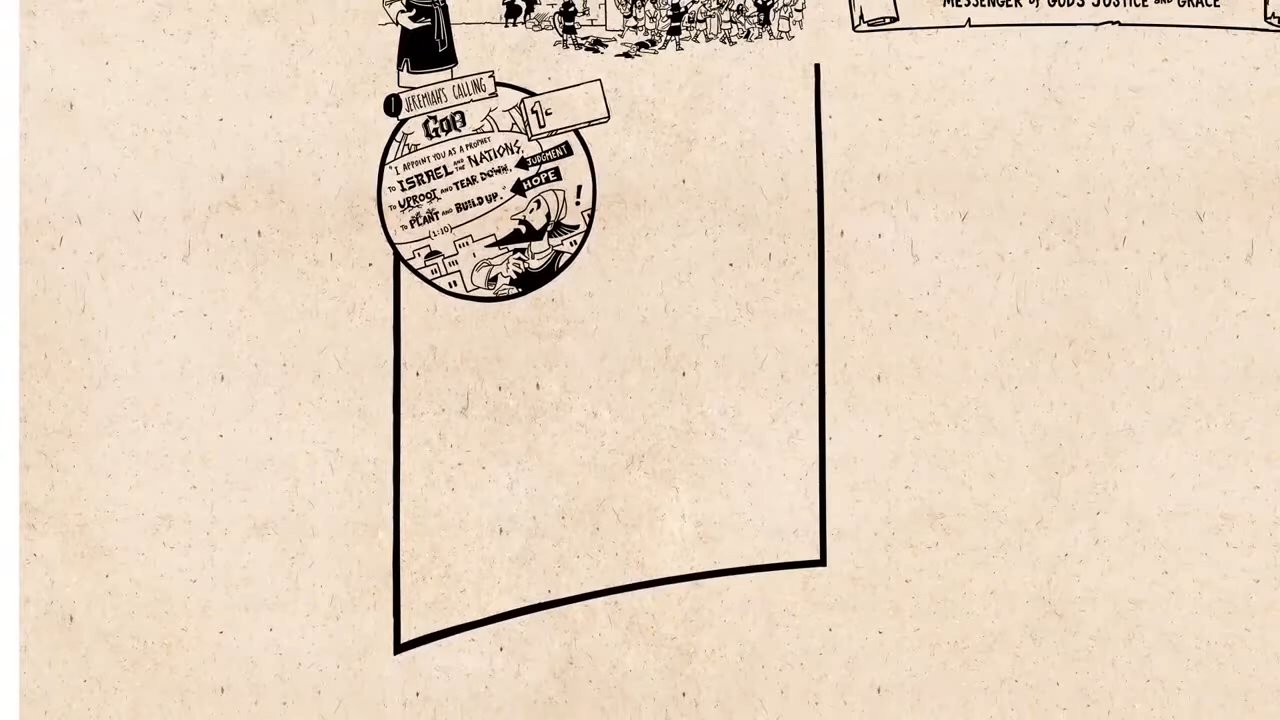 MESSENGER OF GOD'S JUSTICE AND GRACE
1 JEREMIAH'S CALLING
1
GOD
"I APPOINT YOU AS A PROPHET
TO ISRAEL AND THE NATIONS,
JUDGMENT
TO UPROOT AND TEAR DOWN,
HOPE
TO PLANT AND BUILD UP."
(1:10)
!